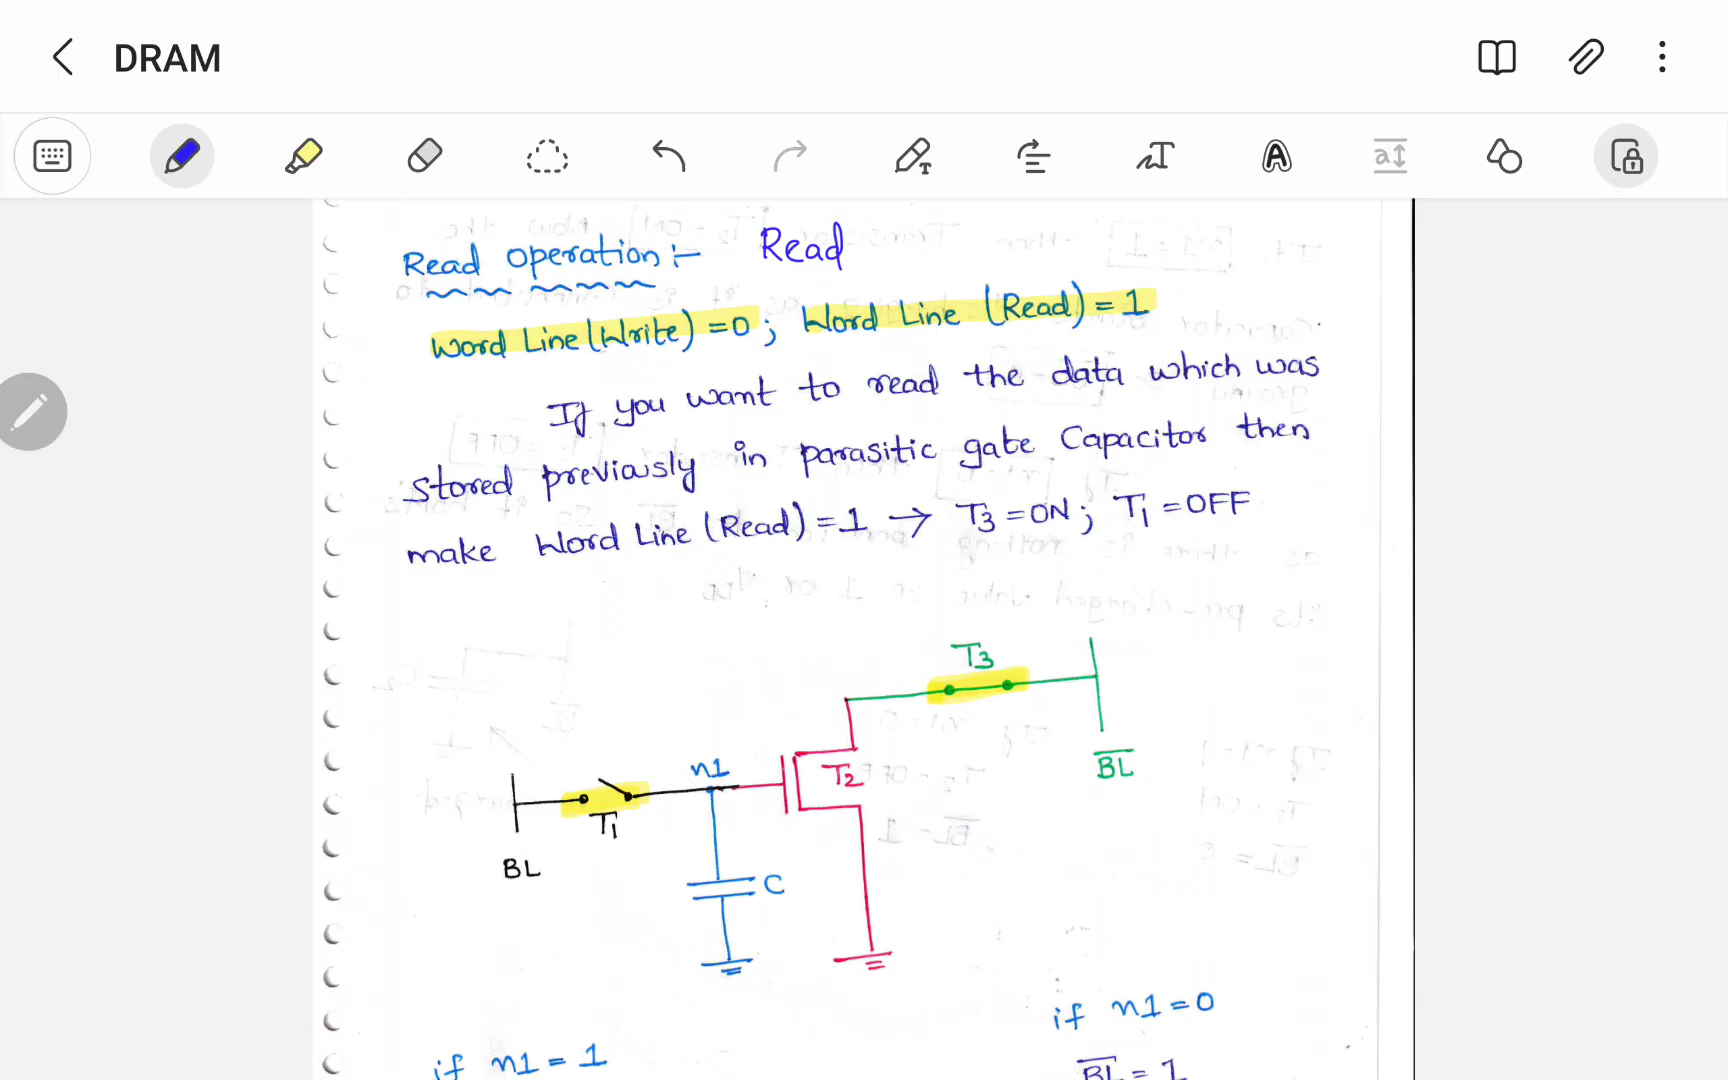 DRAM
Read operation :- Read
Word Line (Write) = 0 ; Word Line (Read) = 1
If you want to read the data which was
stored previously in parasitic gate Capacitor then
make Word Line (Read) = 1 → T3 = ON ; T1 = OFF
T3
n1
T2
BL
T1
BL
C
if n1 = 0
if n1 = 1
BL = 1